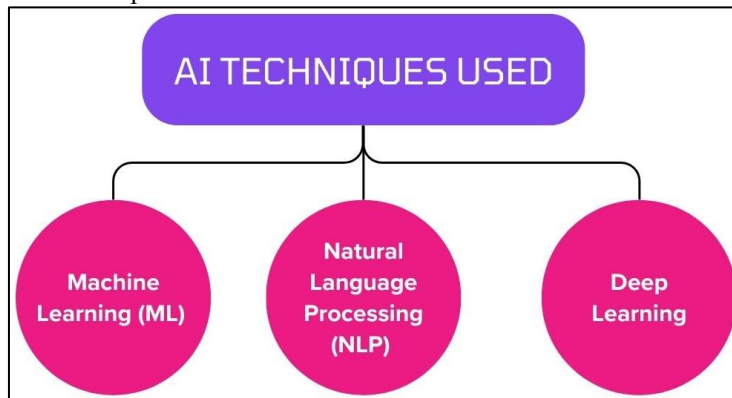 AI TECHNIQUES USED
Machine
Learning (ML)
Natural
Language
Processing
(NLP)
Deep
Learning